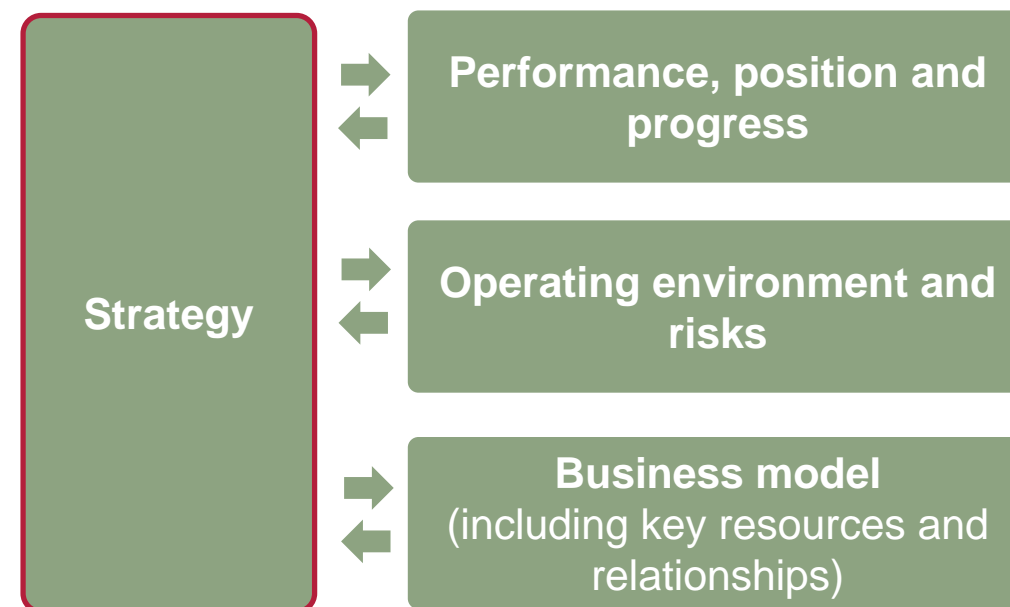 Strategy
Performance, position and
progress
Operating environment and
risks
Business model
(including key resources and
relationships)